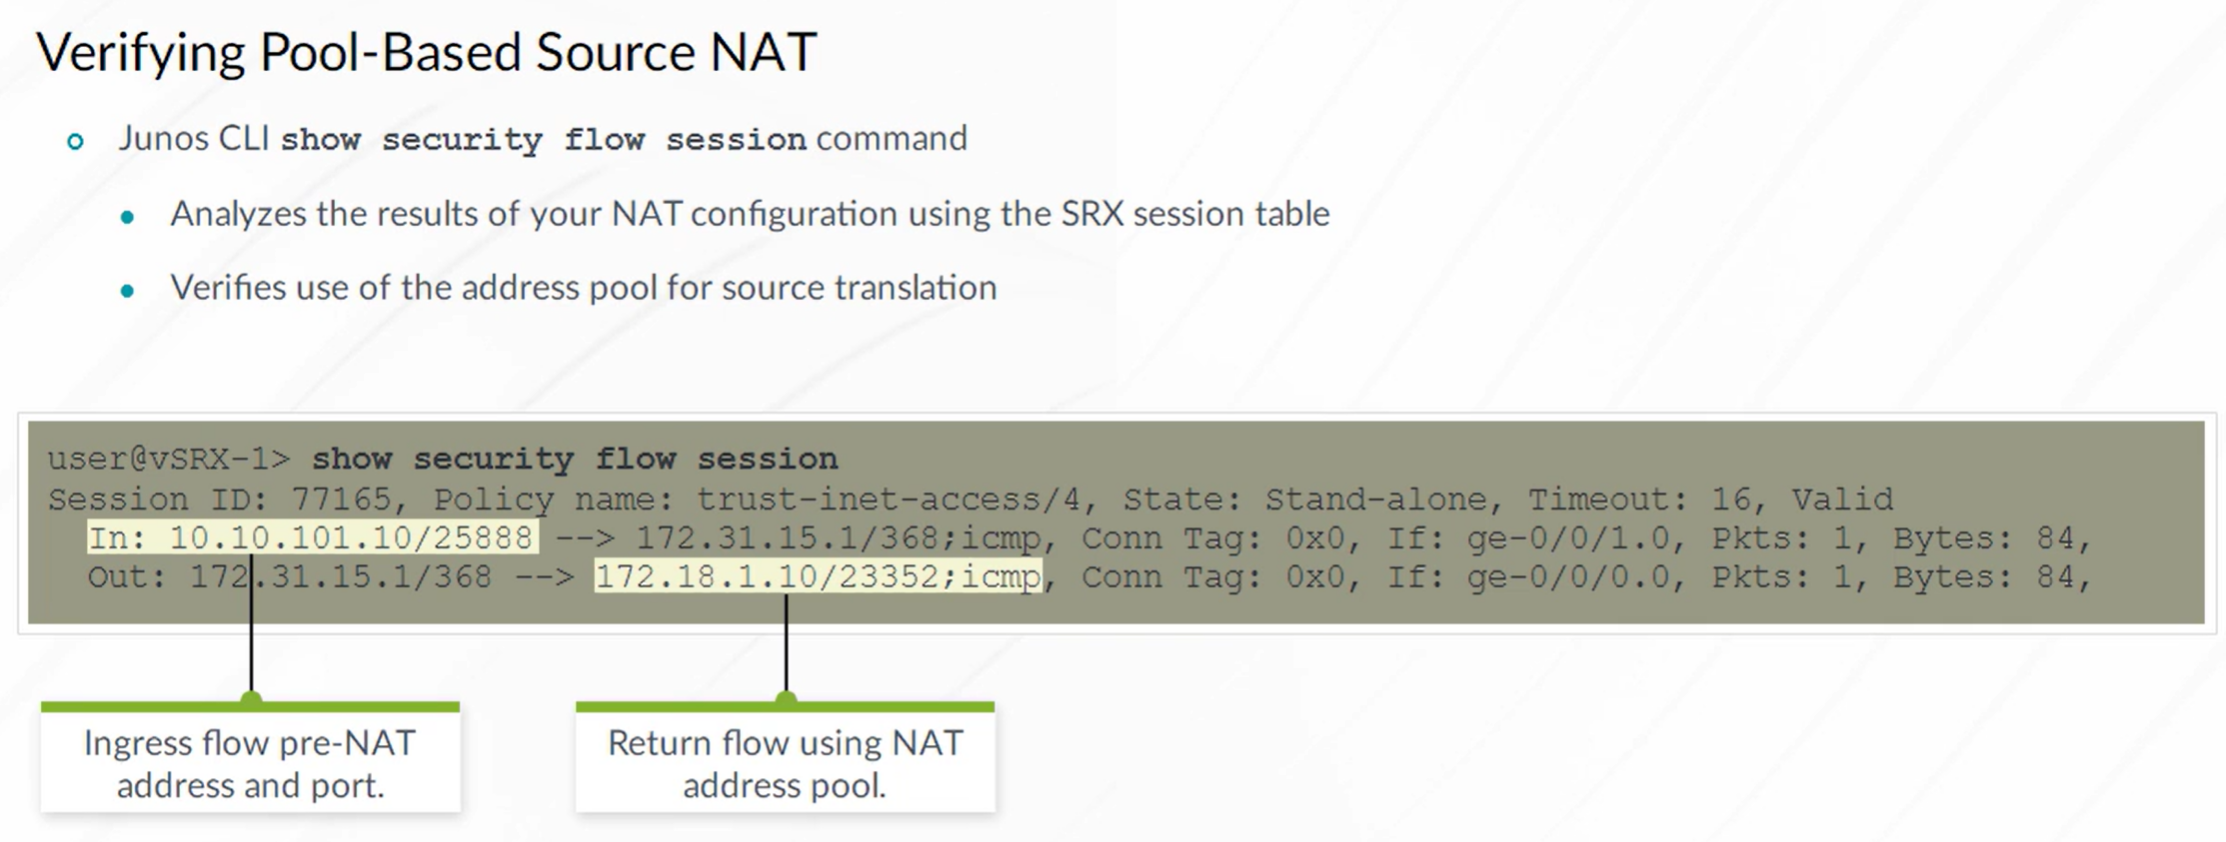 Verifying Pool-Based Source NAT
Junos CLI show security flow session command
Analyzes the results of your NAT configuration using the SRX session table
Verifies use of the address pool for source translation
user@vSRX-1> show security flow session
Session ID: 77165, Policy name: trust-inet-access/4, State: Stand-alone, Timeout: 16, Valid
In: 10.10.101.10/25888 --> 172.31.15.1/368;icmp, Conn Tag: 0x0, If: ge-0/0/1.0, Pkts: 1, Bytes: 84,
Out: 172.31.15.1/368 --> 172.18.1.10/23352;icmp, Conn Tag: 0x0, If: ge-0/0/0.0, Pkts: 1, Bytes: 84,
Ingress flow pre-NAT
address and port.
Return flow using NAT
address pool.